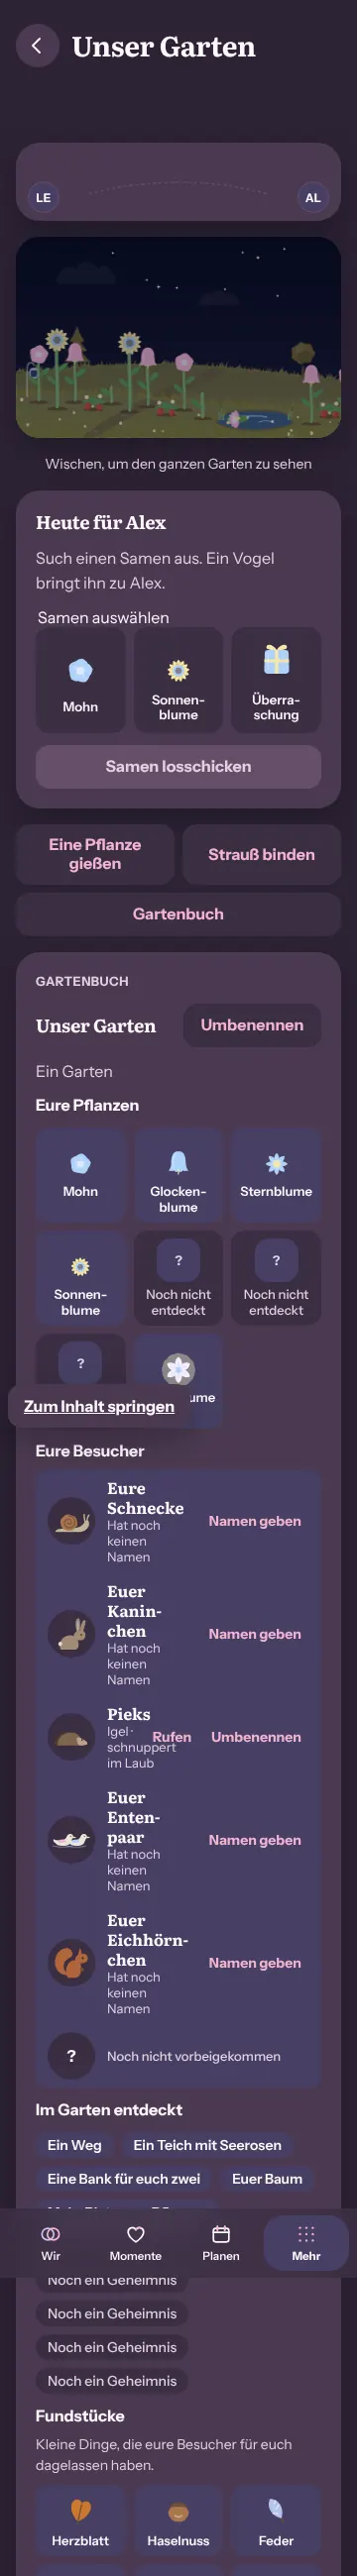 Unser Garten
LE
AL
Wischen, um den ganzen Garten zu sehen
Heute für Alex
Such einen Samen aus. Ein Vogel
bringt ihn zu Alex.
Samen auswählen
Mohn
Sonnen-
blume
Überra-
schung
Samen losschicken
Eine Pflanze
gießen
Strauß binden
Gartenbuch
GARTENBUCH
Unser Garten
Umbenennen
Ein Garten
Eure Pflanzen
Mohn
Glocken-
blume
Sternblume
Sonnen-
blume
?
Noch nicht
entdeckt
?
Noch nicht
entdeckt
?
ume
Zum Inhalt springen
Eure Besucher
Eure
Schnecke
Hat noch
keinen
Namen
Namen geben
Euer
Kanin-
chen
Hat noch
keinen
Namen
Namen geben
Pieks
Igel ·
schnuppert
im Laub
Rufen
Umbenennen
Euer
Enten-
paar
Hat noch
keinen
Namen
Namen geben
Euer
Eichhörn-
chen
Hat noch
keinen
Namen
Namen geben
?
Noch nicht vorbeigekommen
Im Garten entdeckt
Ein Weg
Ein Teich mit Seerosen
Eine Bank für euch zwei
Euer Baum
Wir
Momente
Planen
Mehr
Noch ein Geheimnis
Noch ein Geheimnis
Noch ein Geheimnis
Noch ein Geheimnis
Fundstücke
Kleine Dinge, die eure Besucher für euch
dagelassen haben.
Herzblatt
Haselnuss
Feder